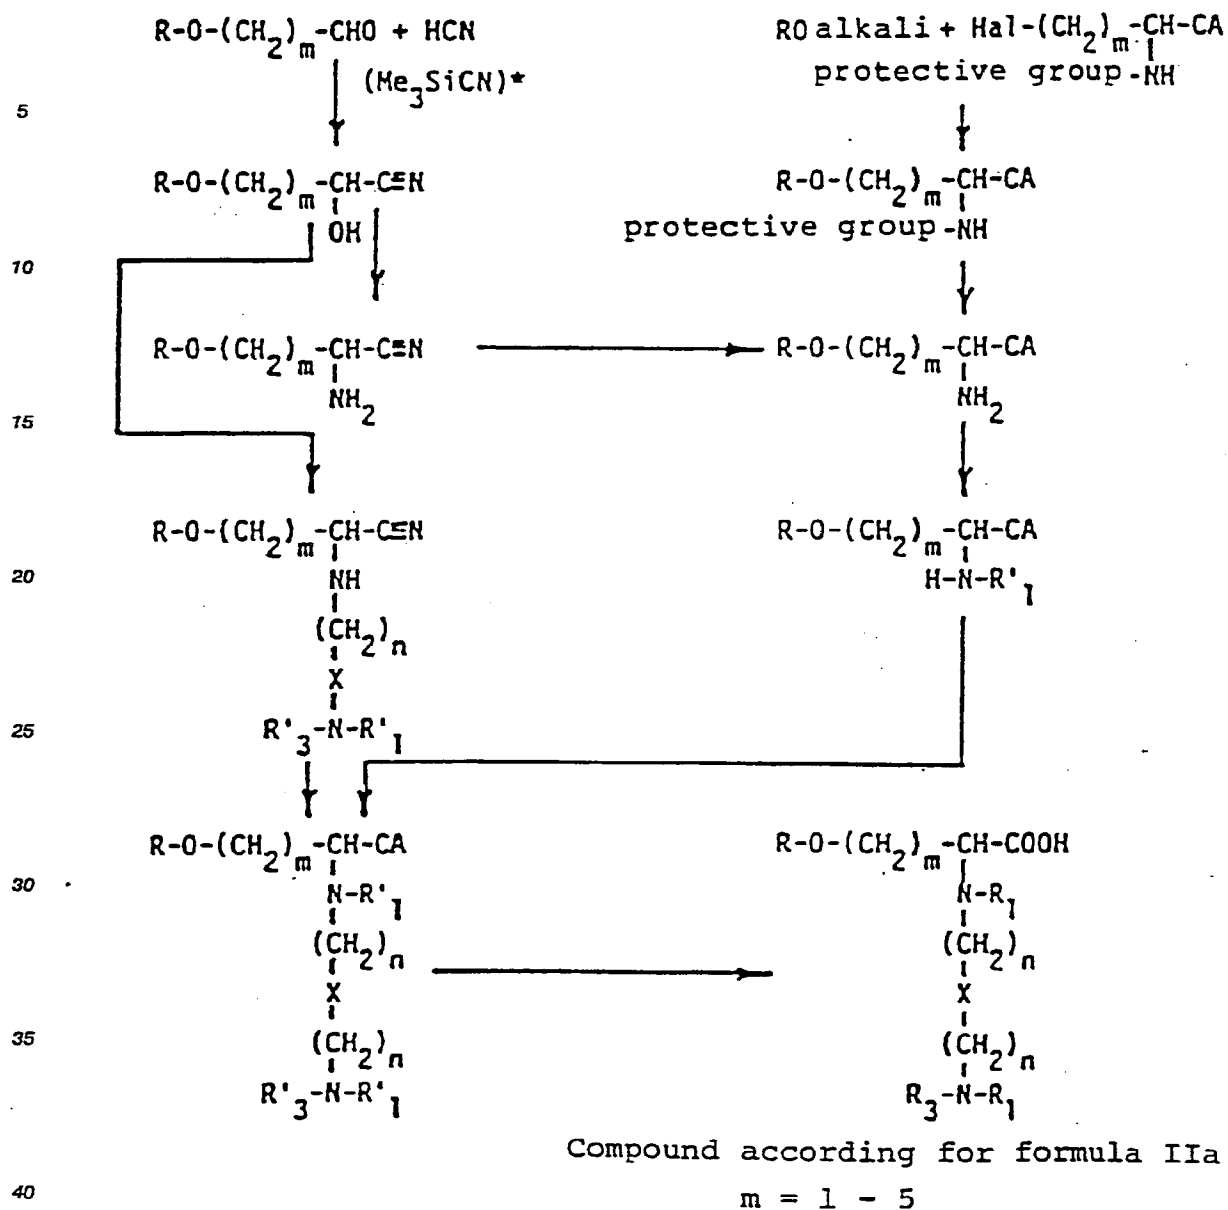 R-O-(CH2)m-CHO + HCN
RO alkali + Hal-(CH2)m-CH-CA
(Me3SiCN)*
protective group-NH
5
R-O-(CH2)m-CH-C≡N
R-O-(CH2)m-CH-CA
OH
protective group-NH
10
R-O-(CH2)m-CH-C≡N
R-O-(CH2)m-CH-CA
NH2
NH2
15
R-O-(CH2)m-CH-C≡N
R-O-(CH2)m-CH-CA
20
NH
H-N-R'1
(CH2)n
X
25
R'3-N-R'1
R-O-(CH2)m-CH-CA
R-O-(CH2)m-CH-COOH
30
N-R'1
N-R1
(CH2)n
(CH2)n
X
X
35
(CH2)n
(CH2)n
R'3-N-R'1
R3-N-R1
Compound according for formula IIa
40
m = 1 - 5